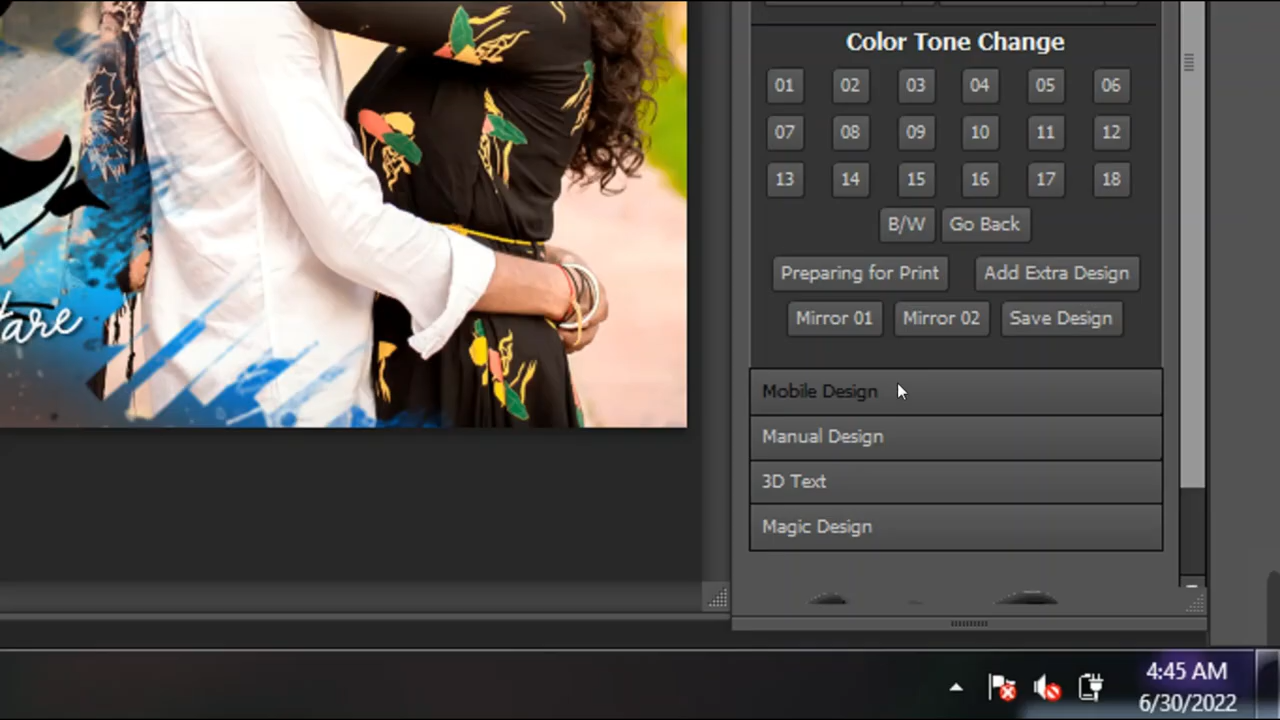 Color Tone Change
01 02 03 04 05 06
07 08 09 10 11 12
13 14 15 16 17 18
B/W Go Back
Preparing for Print Add Extra Design
Mirror 01 Mirror 02 Save Design
Mobile Design
Manual Design
3D Text
Magic Design
4:45 AM
6/30/2022